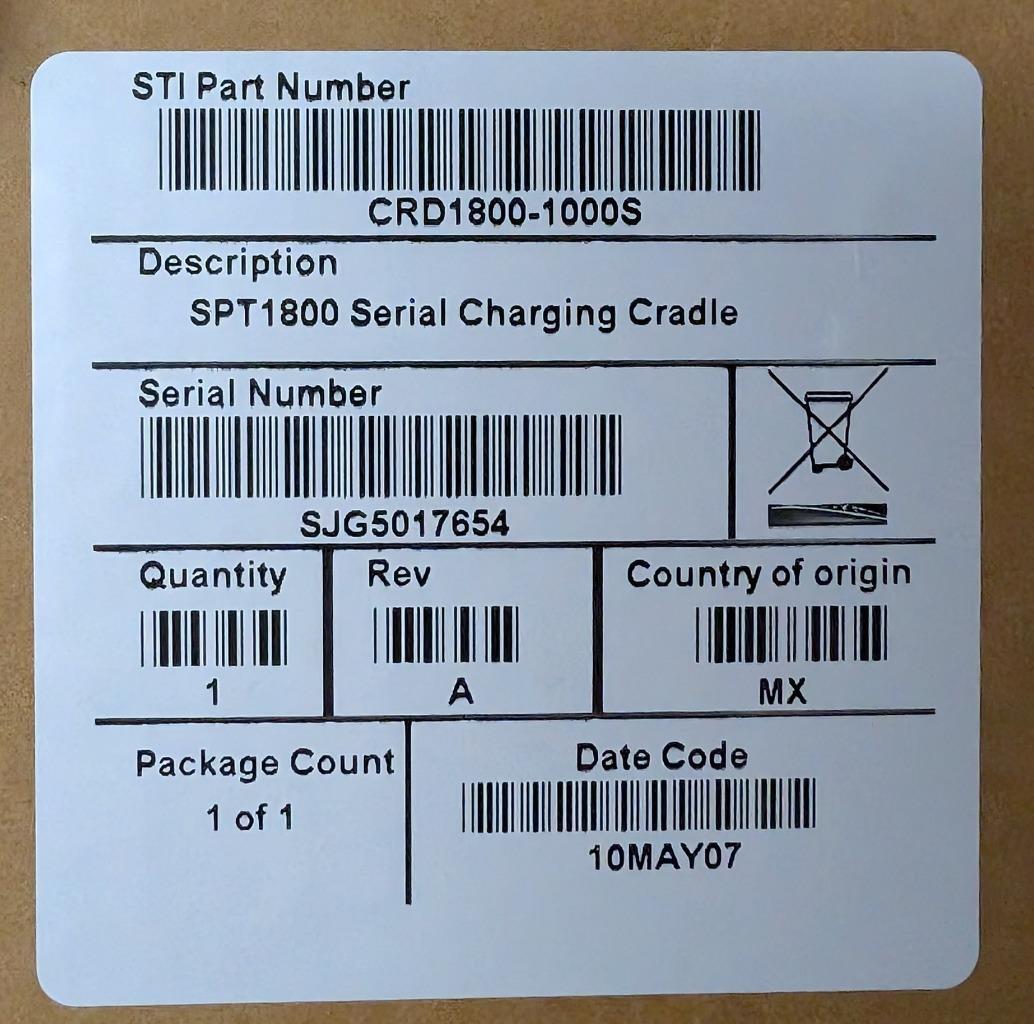 STI Part Number
CRD1800-1000S
Description
SPT1800 Serial Charging Cradle
Serial Number
SJG5017654
Quantity
1
Rev
A
Country of origin
MX
Package Count
1 of 1
Date Code
10MAY07